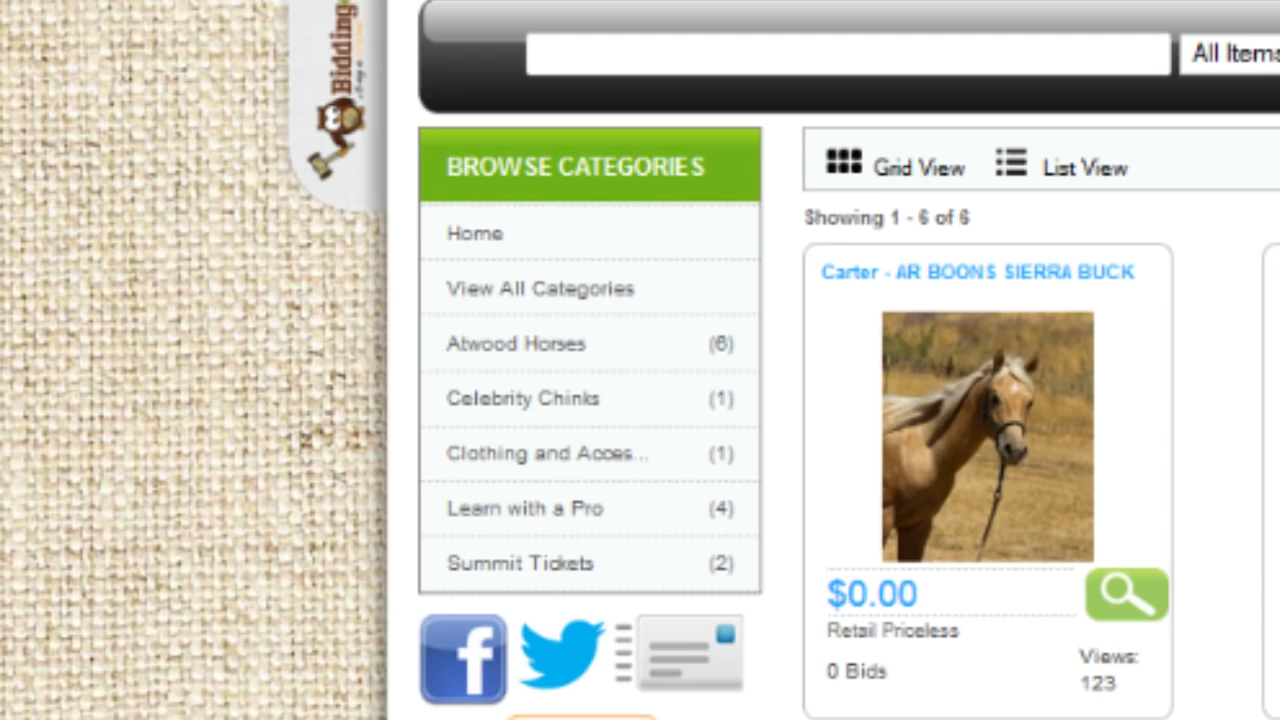 Bidding
All Items
BROWSE CATEGORIES
Home
View All Categories
Atwood Horses (6)
Celebrity Chinks (1)
Clothing and Acces... (1)
Learn with a Pro (4)
Summit Tickets (2)
f
Grid View List View
Showing 1 - 6 of 6
Carter - AR BOONS SIERRA BUCK
$0.00
Retail Priceless
0 Bids
Views:
123